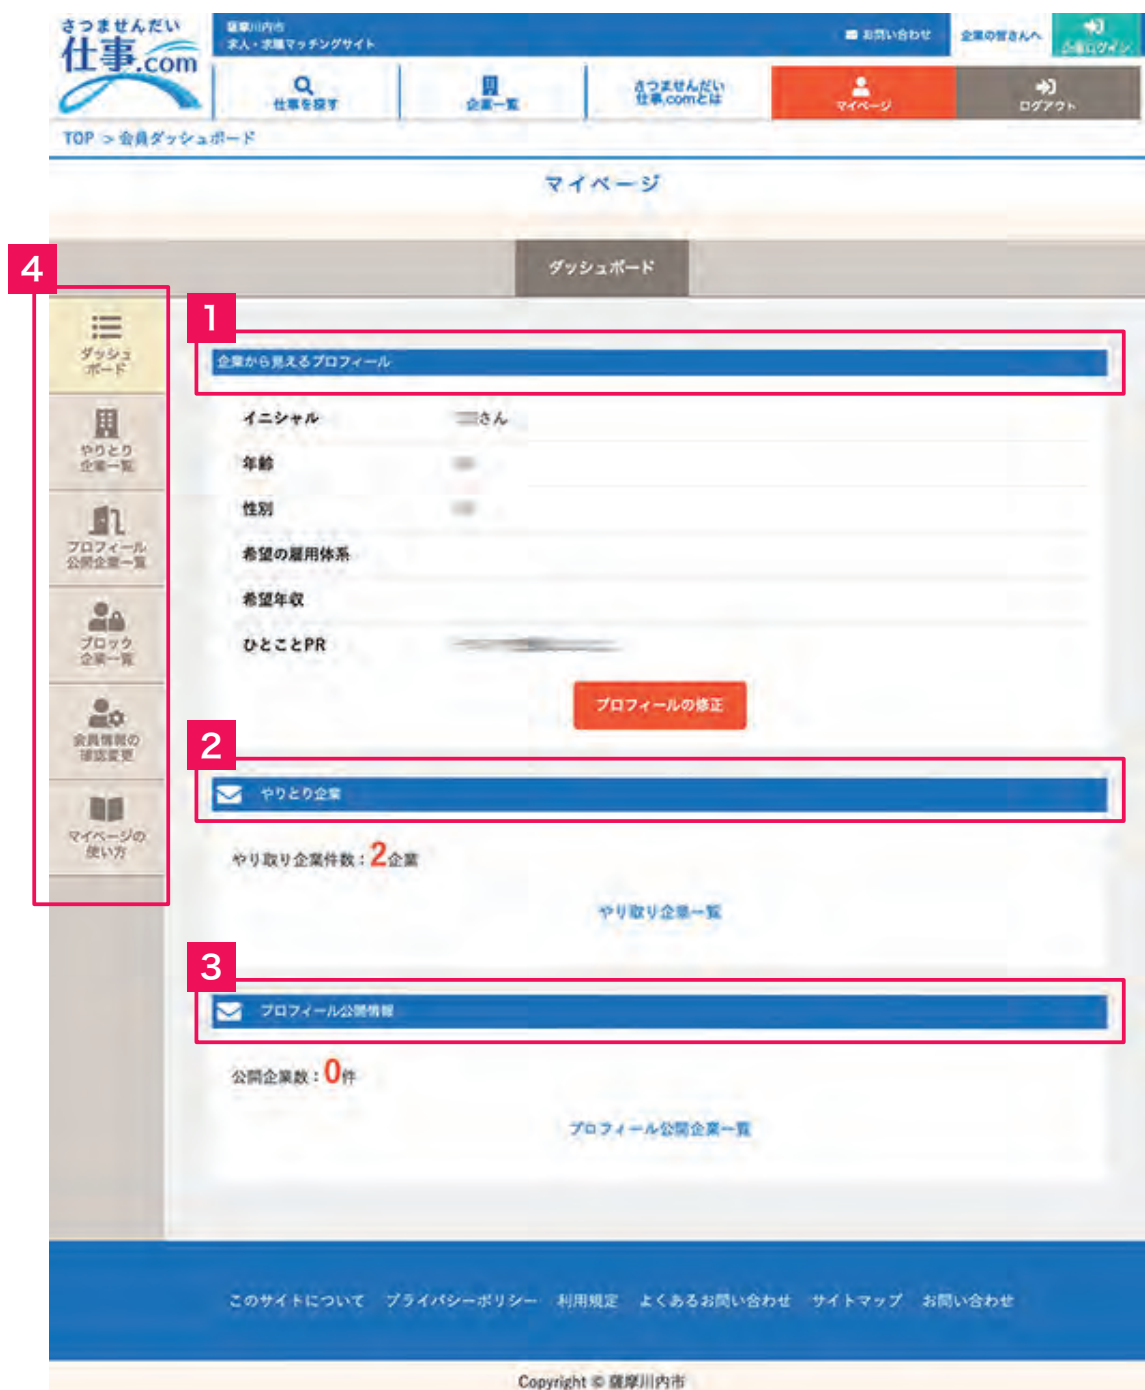 さつませんだい
仕事.com
薩摩川内市
求人・求職マッチングサイト
お問い合わせ
企業の皆さんへ
企業ログイン
仕事を探す
企業一覧
さつませんだい
仕事.comとは
マイページ
ログアウト
TOP > 会員ダッシュボード
マイページ
ダッシュボード
4
ダッシュ
ボード
やりとり
企業一覧
プロフィール
公開企業一覧
ブロック
企業一覧
会員情報の
確認変更
マイページの
使い方
1
企業から見えるプロフィール
イニシャル
さん
年齢
性別
希望の雇用体系
希望年収
ひとことPR
プロフィールの修正
2
やりとり企業
やり取り企業件数：2企業
やり取り企業一覧
3
プロフィール公開情報
公開企業数：0件
プロフィール公開企業一覧
このサイトについて プライバシーポリシー 利用規定 よくあるお問い合わせ サイトマップ お問い合わせ
Copyright © 薩摩川内市